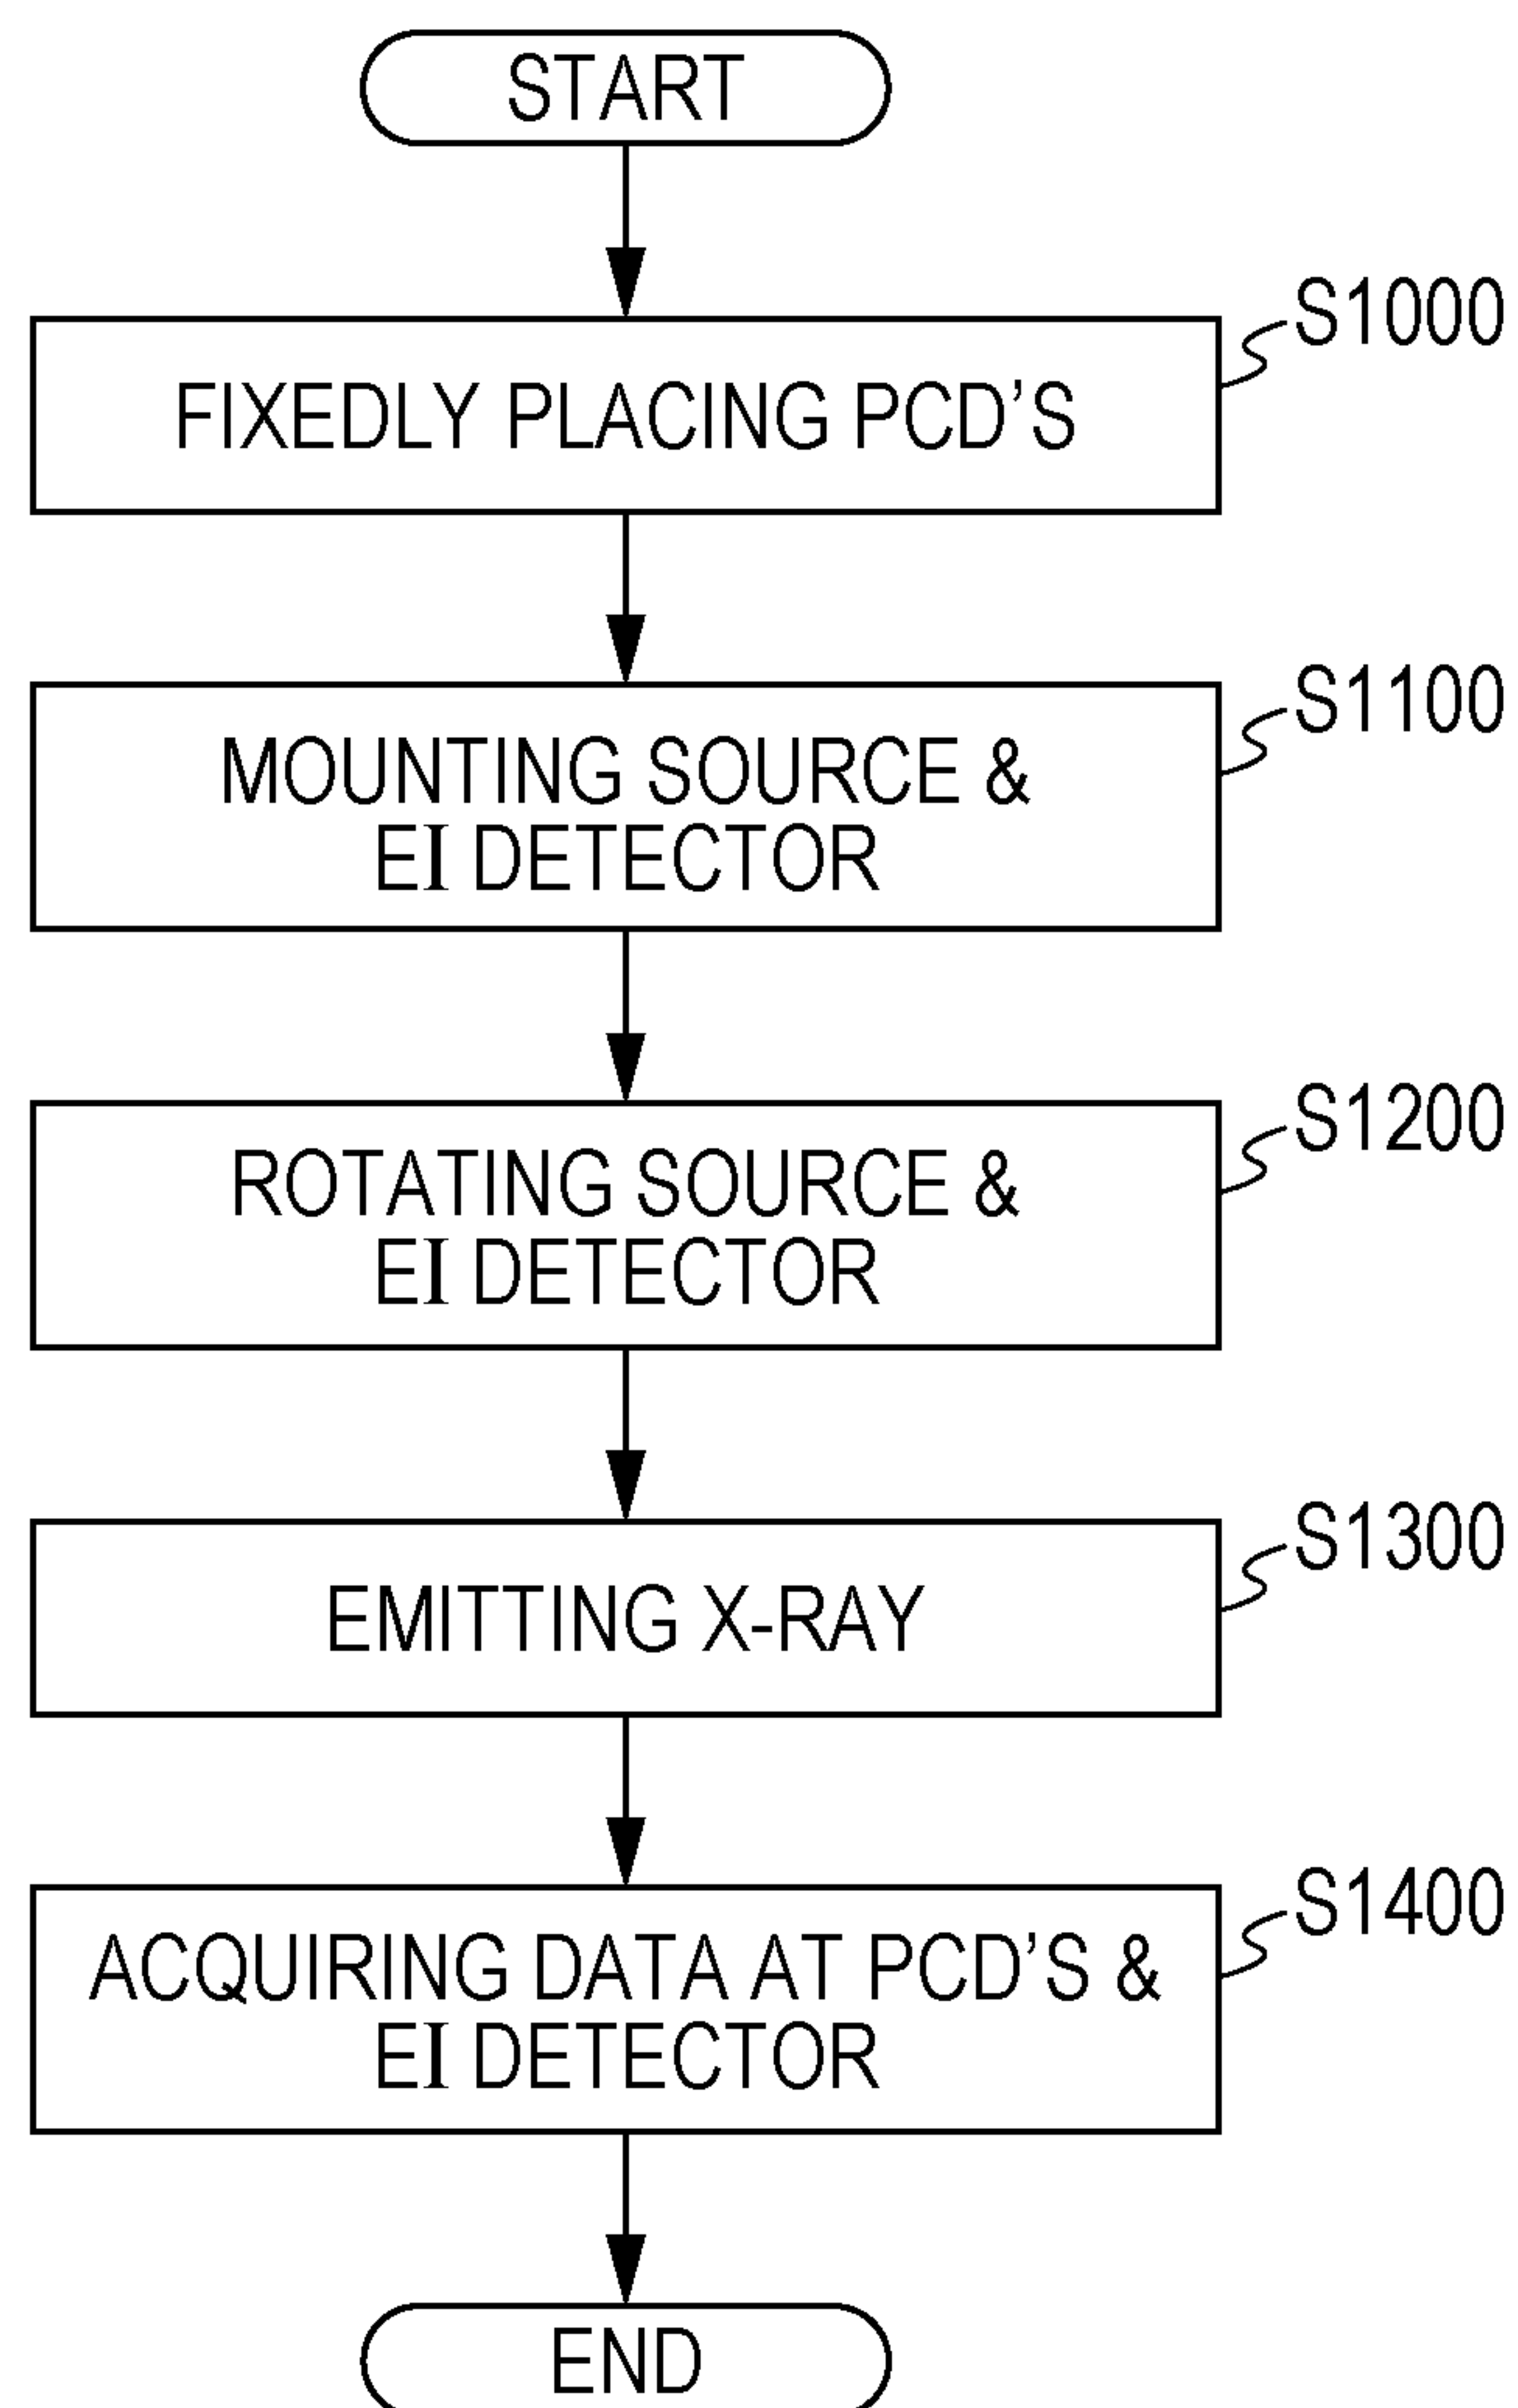 START
S1000
FIXEDLY PLACING PCD'S
S1100
MOUNTING SOURCE &
EI DETECTOR
S1200
ROTATING SOURCE &
EI DETECTOR
S1300
EMITTING X-RAY
S1400
ACQUIRING DATA AT PCD'S &
EI DETECTOR
END